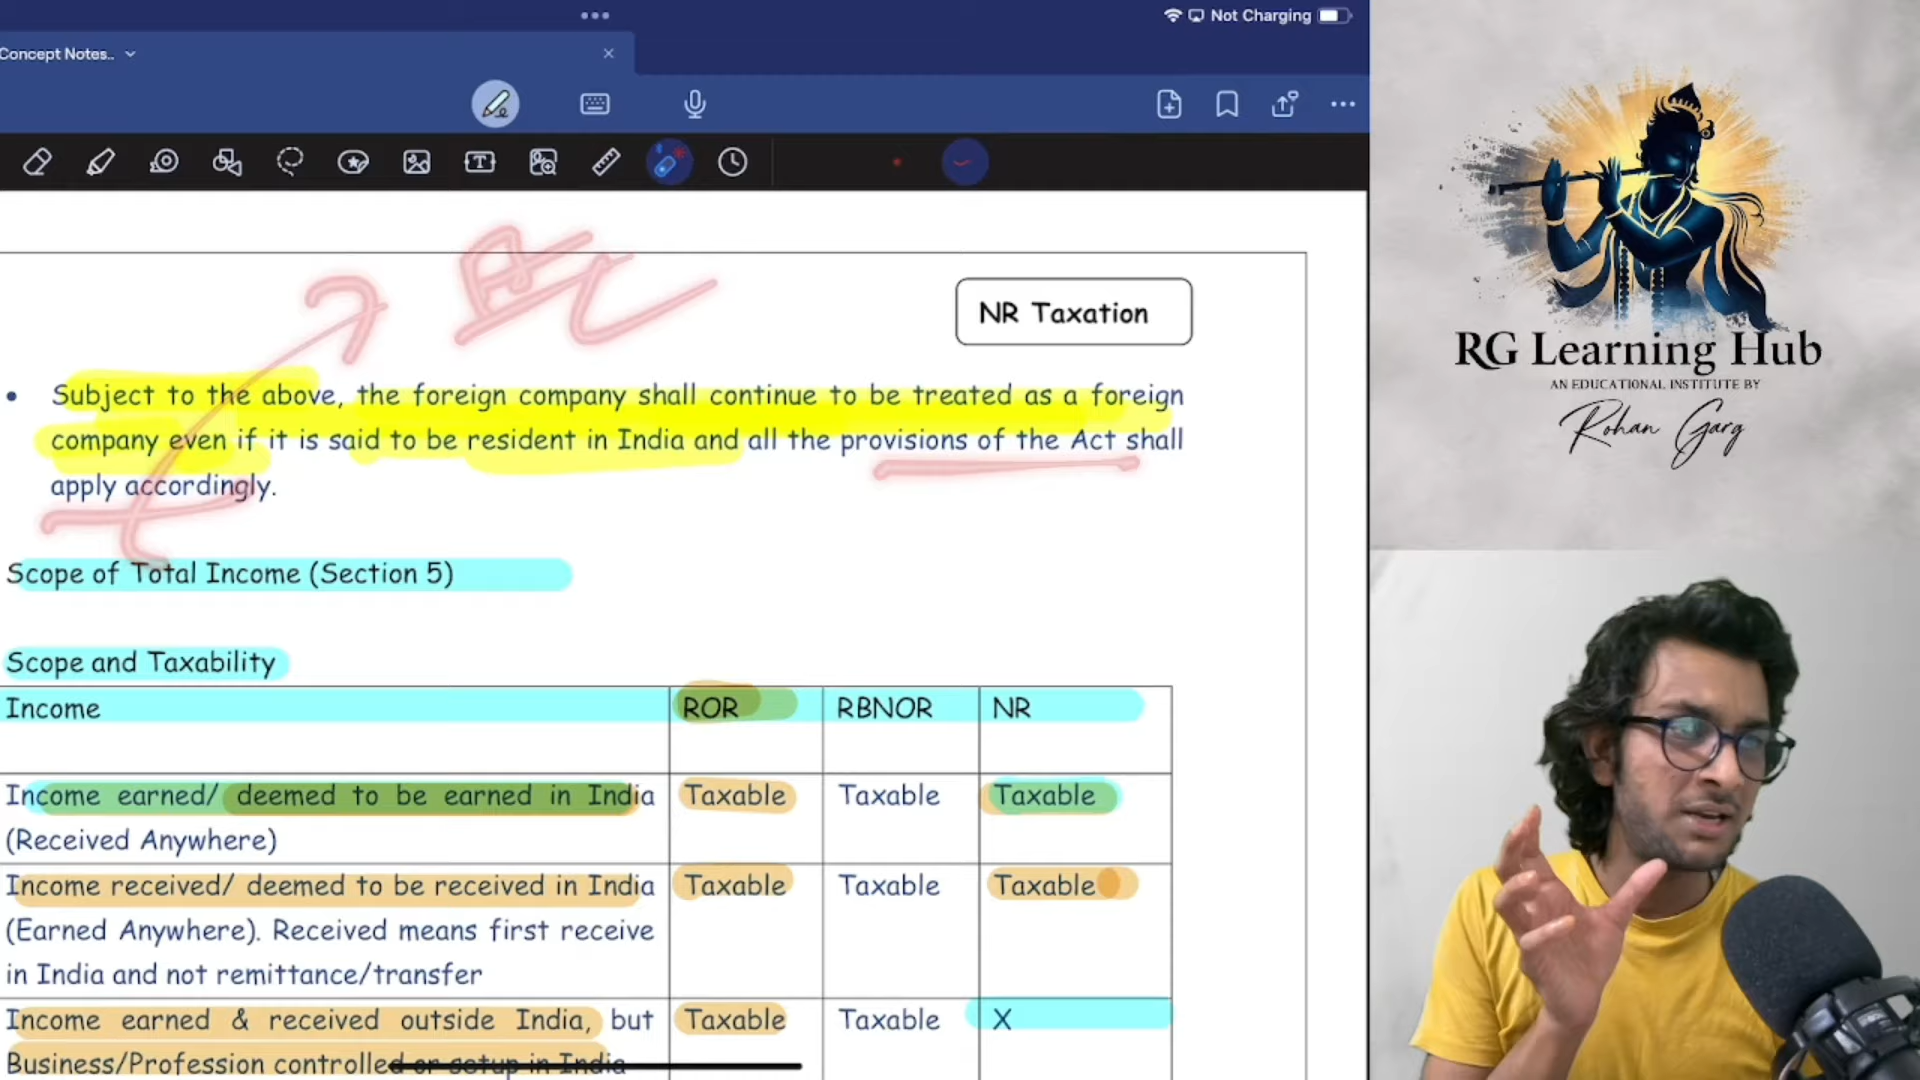 Not Charging
Concept Notes..
NR Taxation
• Subject to the above, the foreign company shall continue to be treated as a foreign
company even if it is said to be resident in India and all the provisions of the Act shall
apply accordingly.
Scope of Total Income (Section 5)
Scope and Taxability
Income ROR RBNOR NR
Income earned/ deemed to be earned in India Taxable Taxable Taxable
(Received Anywhere)
Income received/ deemed to be received in India Taxable Taxable Taxable
(Earned Anywhere). Received means first receive
in India and not remittance/transfer
Income earned & received outside India, but Taxable Taxable X
Business/Profession controlled or setup in India
RG Learning Hub
AN EDUCATIONAL INSTITUTE BY
Rohan Garg